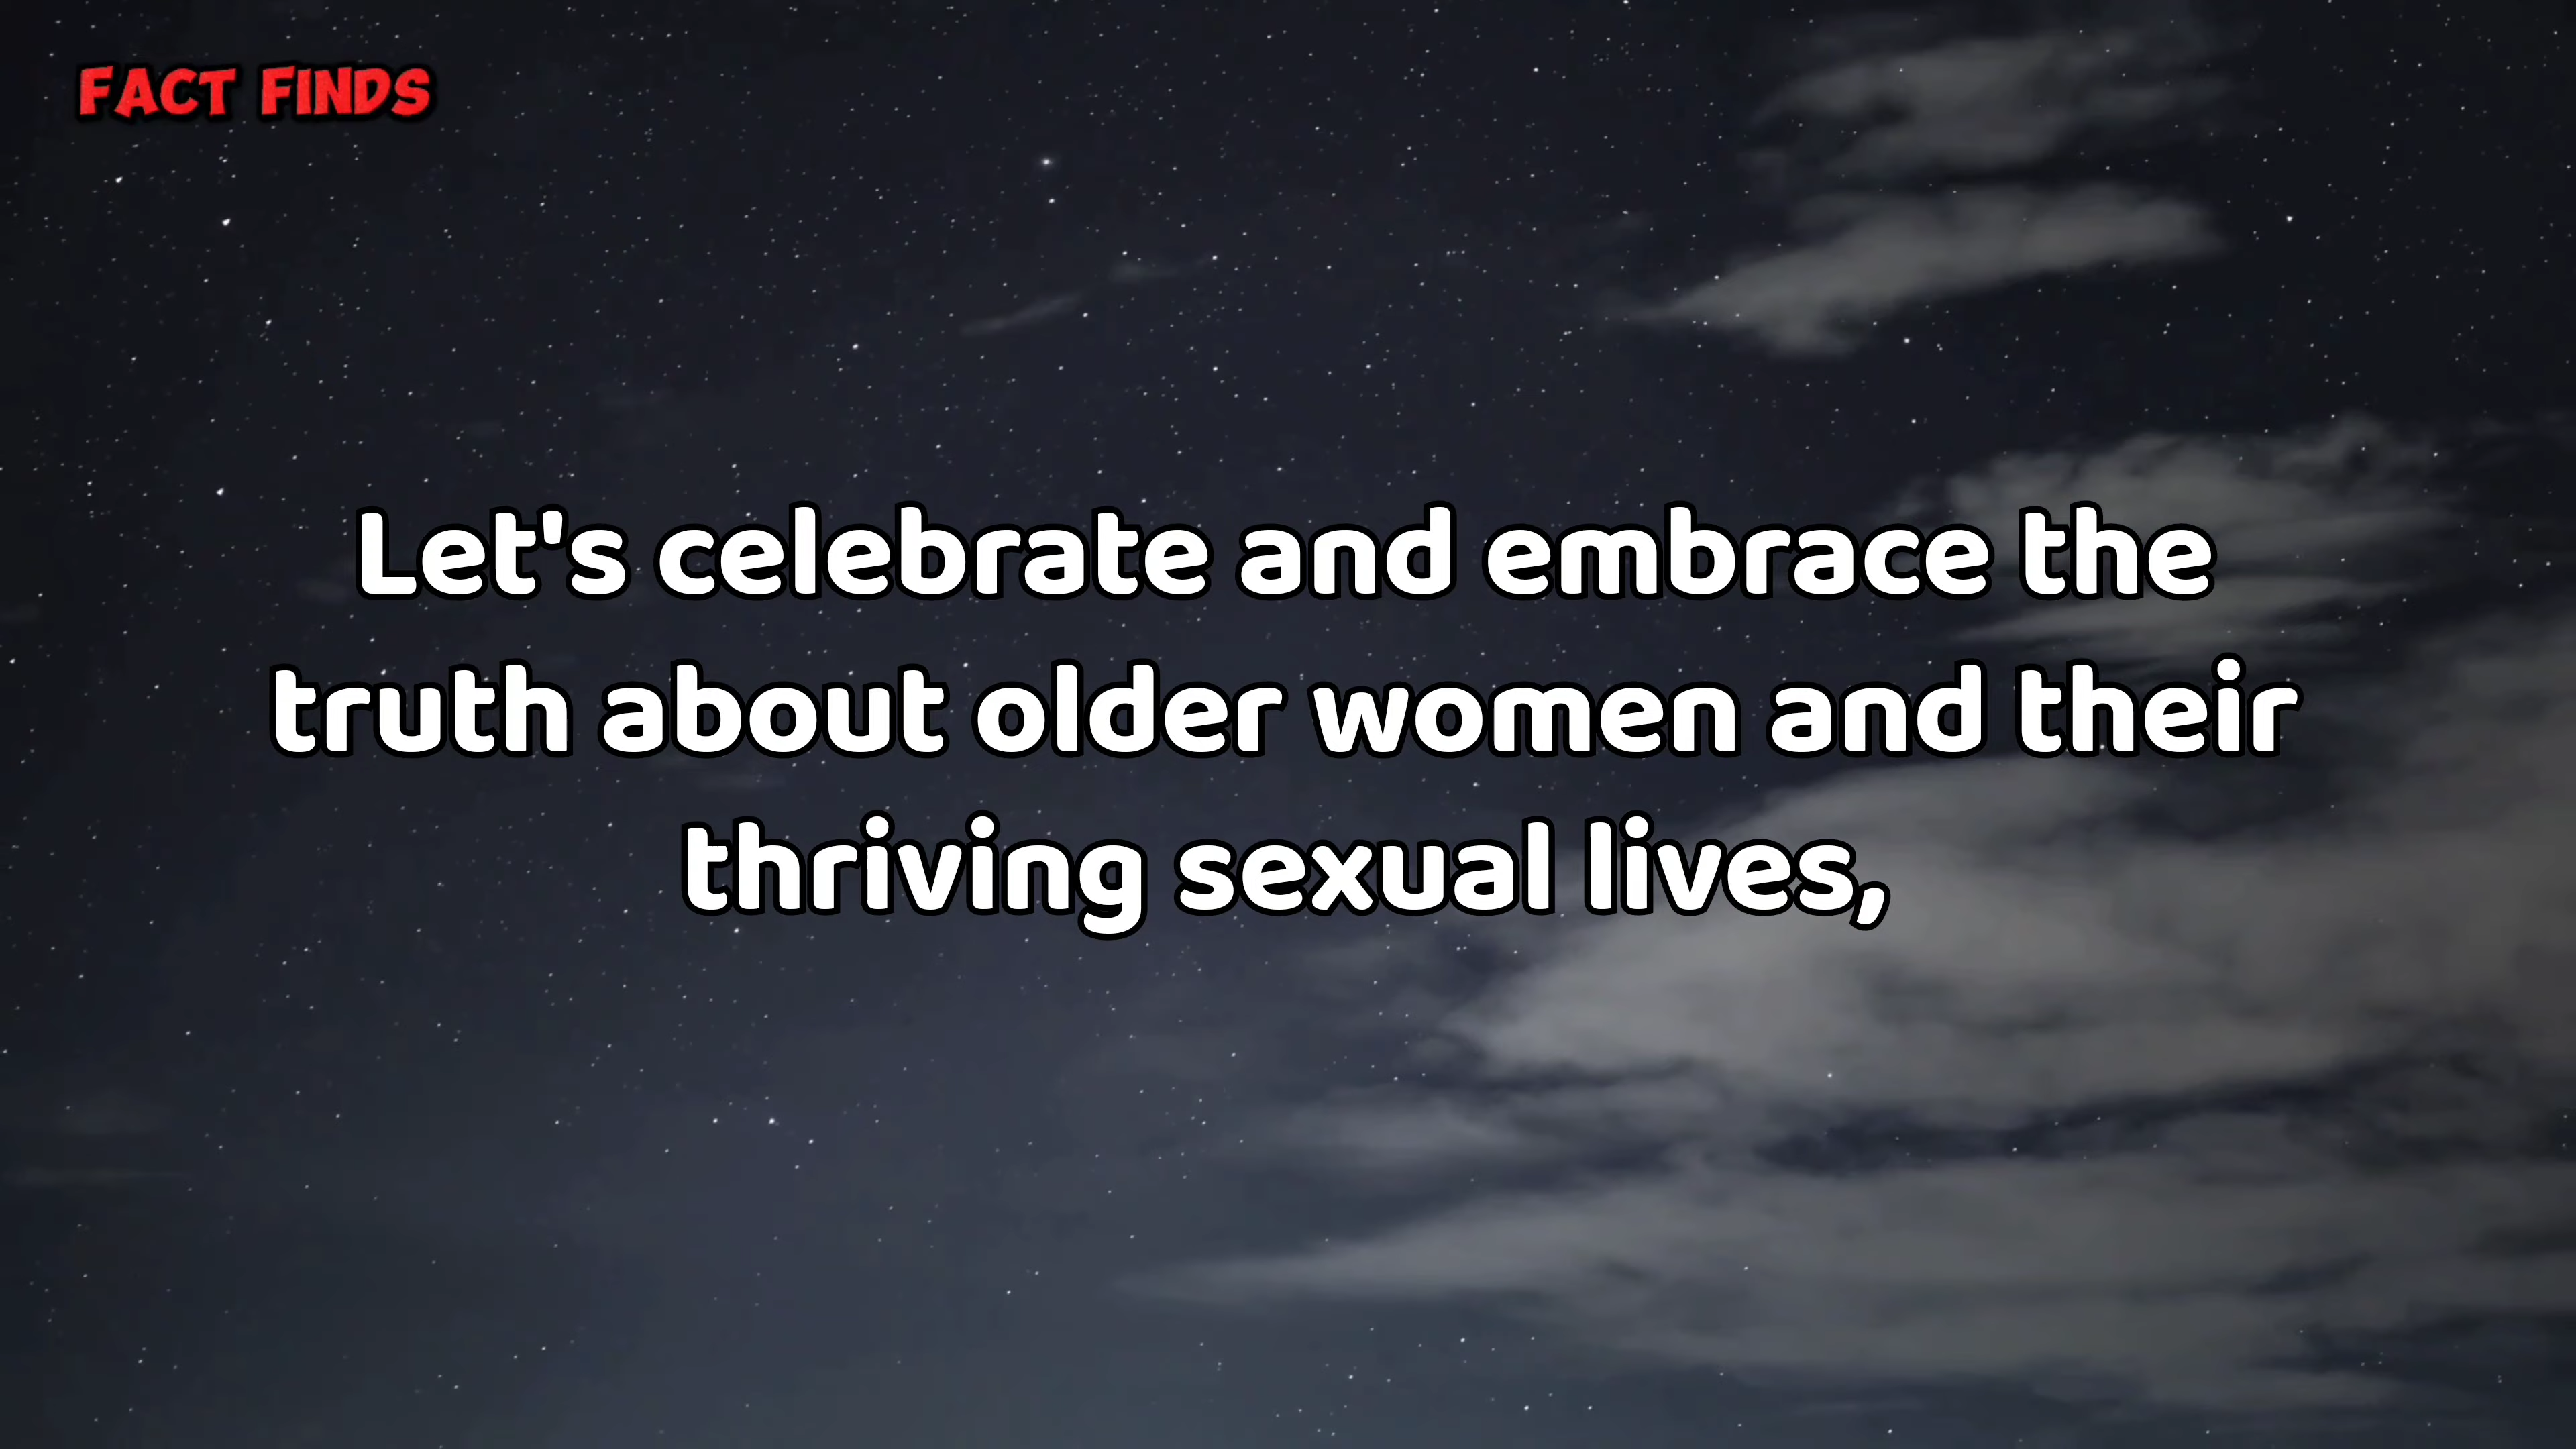 FACT FINDS
Let's celebrate and embrace the
truth about older women and their
thriving sexual lives,